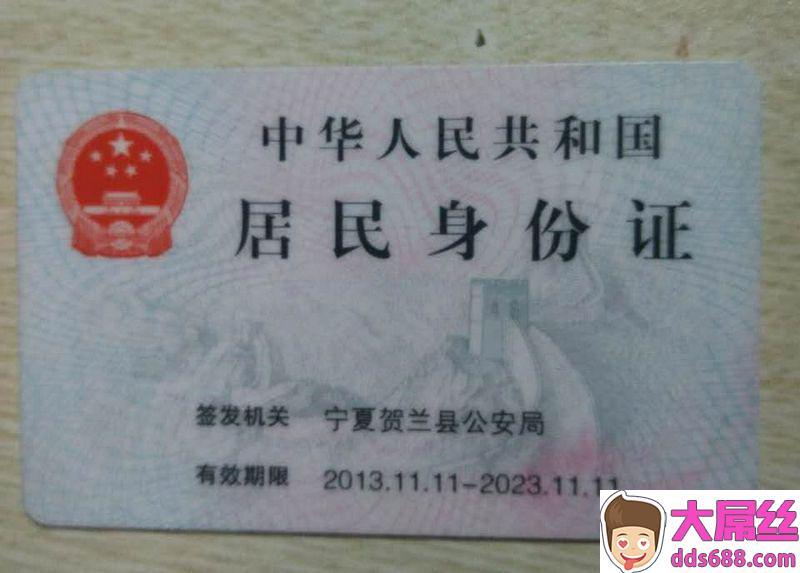 中华人民共和国
居民身份证
签发机关 宁夏贺兰县公安局
有效期限 2013.11.11-2023.11.11
大屌丝
dds688.com